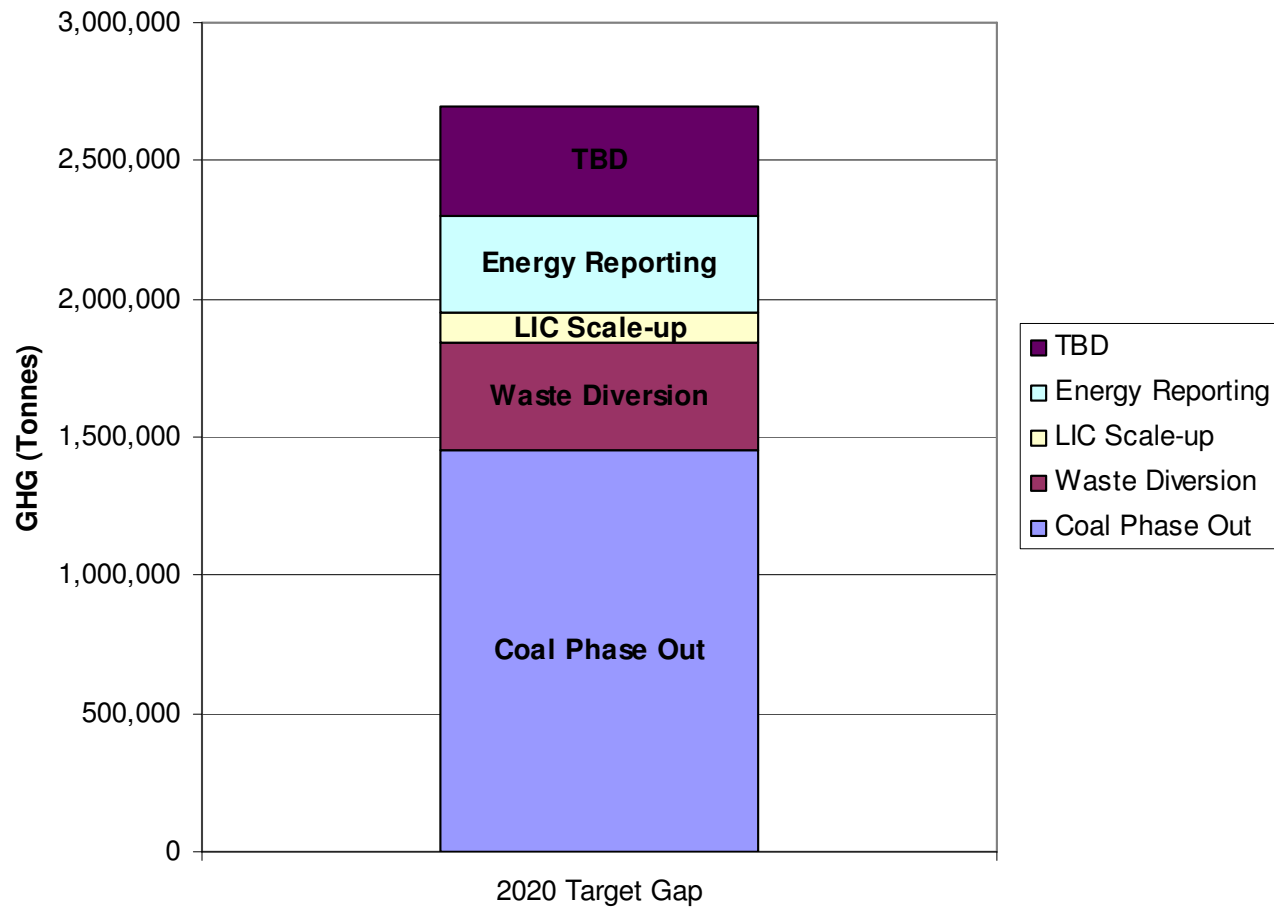 3,000,000
2,500,000
2,000,000
1,500,000
1,000,000
500,000
0
GHG (Tonnes)
TBD
Energy Reporting
LIC Scale-up
Waste Diversion
Coal Phase Out
2020 Target Gap
TBD
Energy Reporting
LIC Scale-up
Waste Diversion
Coal Phase Out